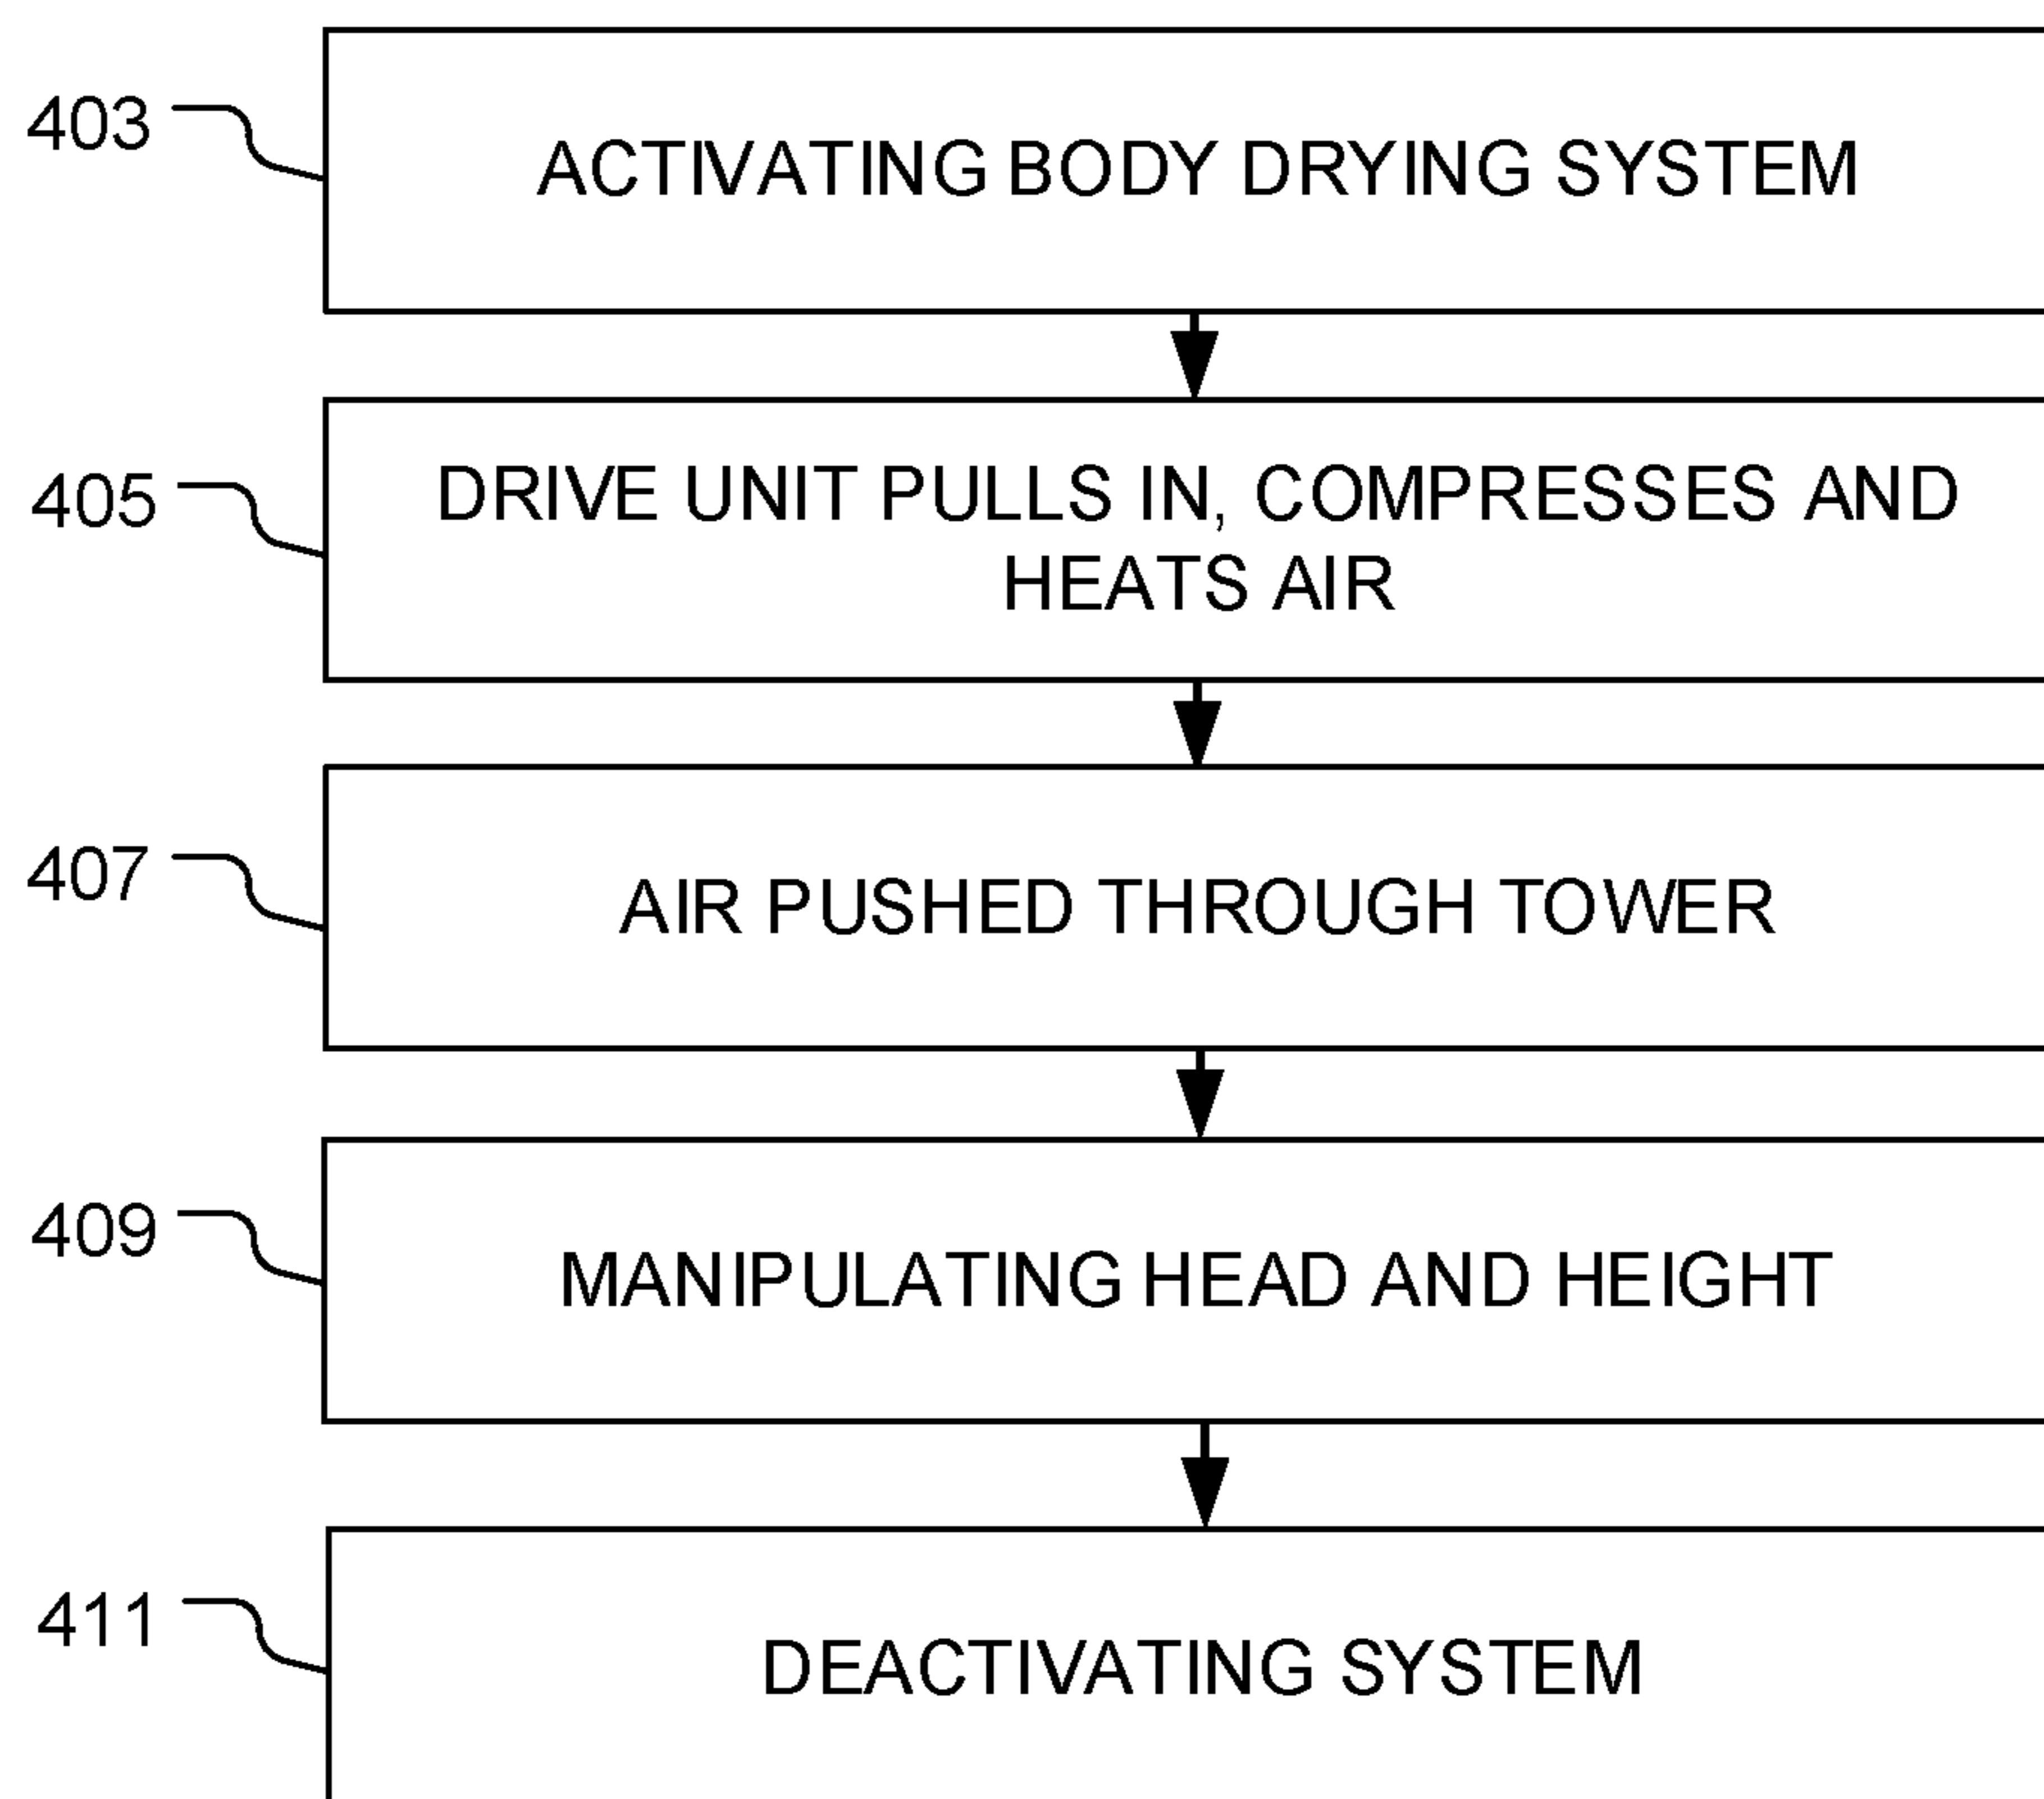 403
ACTIVATING BODY DRYING SYSTEM
405
DRIVE UNIT PULLS IN, COMPRESSES AND
HEATS AIR
407
AIR PUSHED THROUGH TOWER
409
MANIPULATING HEAD AND HEIGHT
411
DEACTIVATING SYSTEM